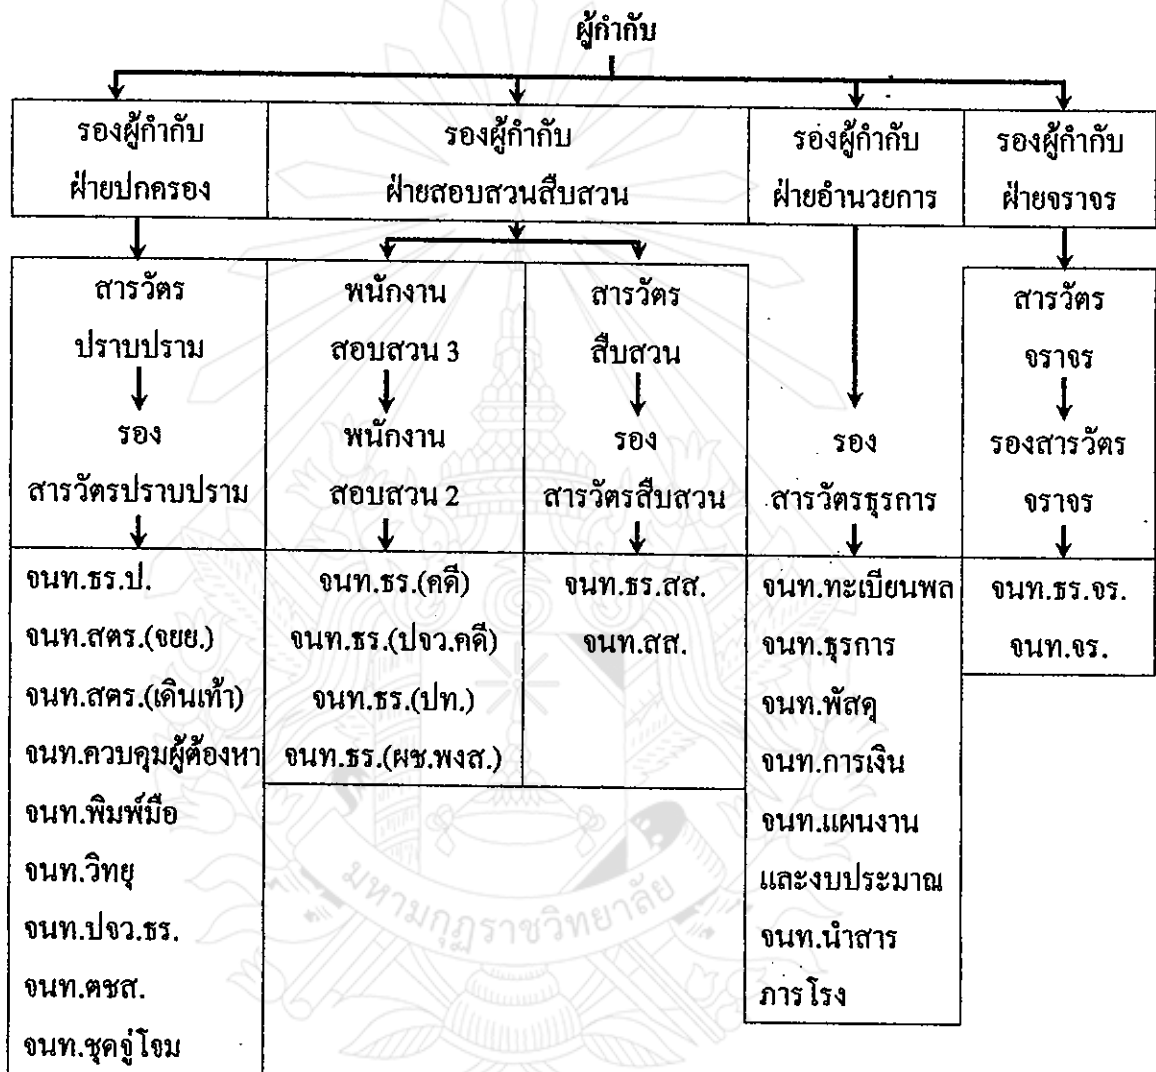 ผู้กำกับ
รองผู้กำกับ
ฝ่ายปกครอง
รองผู้กำกับ
ฝ่ายสอบสวนสืบสวน
รองผู้กำกับ
ฝ่ายอำนวยการ
รองผู้กำกับ
ฝ่ายจราจร
สารวัตร
ปราบปราม
รอง
สารวัตรปราบปราม
พนักงาน
สอบสวน 3
พนักงาน
สอบสวน 2
สารวัตร
สืบสวน
รอง
สารวัตรสืบสวน
รอง
สารวัตรธุรการ
สารวัตร
จราจร
รองสารวัตร
จราจร
จนท.ธร.ป.
จนท.สตร.(จยย.)
จนท.สตร.(เดินเท้า)
จนท.ควบคุมผู้ต้องหา
จนท.พิมพ์มือ
จนท.วิทยุ
จนท.ปจว.ธร.
จนท.ตชส.
จนท.ชุดจู่โจม
จนท.ธร.(คดี)
จนท.ธร.(ปจว.คดี)
จนท.ธร.(ปท.)
จนท.ธร.(ผช.พงส.)
จนท.ธร.สส.
จนท.สส.
จนท.ทะเบียนพล
จนท.ธุรการ
จนท.พัสดุ
จนท.การเงิน
จนท.แผนงาน
และงบประมาณ
จนท.นำสาร
ภารโรง
จนท.ธร.จร.
จนท.จร.
มหามกุฏราชวิทยาลัย